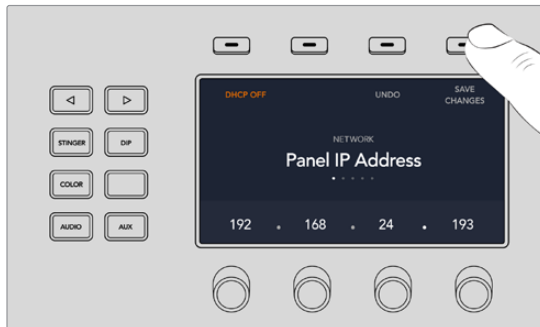 DHCP OFF
UNDO
SAVE
CHANGES
NETWORK
Panel IP Address
192 . 168 . 24 . 193
STINGER
DIP
COLOR
AUDIO
AUX